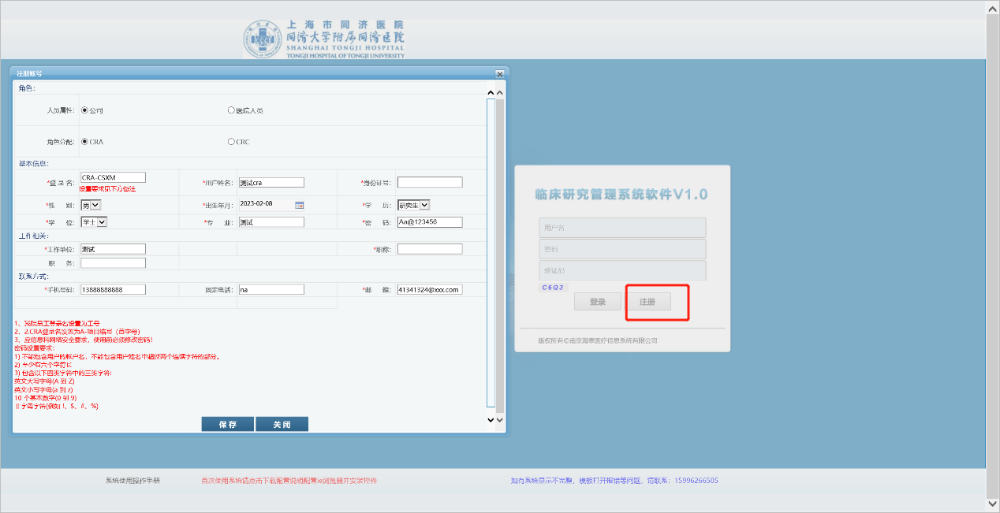 上海市同济医院
同济大学附属同济医院
SHANGHAI TONGJI HOSPITAL
TONGJI HOSPITAL OF TONGJI UNIVERSITY
注册账号
角色:
人员属性: 公司 医院人员
角色分配: CRA CRC
基本信息:
*登 录 名: CRA-CSXM *用户姓名: 测试cra *身份证号:
设置要求见下方备注
*性 别: 男 *出生年月: 2023-02-08 *学 历: 研究生
*学 位: 学士 *专 业: 测试 *密 码: Aa@123456
工作相关:
*工作单位: 测试 *职称:
职 务:
联系方式:
*手机号码: 13888888888 固定电话: na *邮 箱: 41341324@xxx.com
1、我院员工登录名设置为工号
2、2.CRA登录名设置为A-项目缩写（首字母）
3、应信息科网络安全要求，使用前必须修改密码！
密码设置要求:
1) 不能包含用户的帐户名，不能包含用户姓名中超过两个连续字符的部分。
2) 至少有六个字符长
3) 包含以下四类字符中的三类字符:
英文大写字母(A 到 Z)
英文小写字母(a 到 z)
10 个基本数字(0 到 9)
非字母字符(例如 !、$、#、%)
保存 关闭
临床研究管理系统软件V1.0
用户名
密码
验证码
C6Q3
登录 注册
版权所有©南京海泰医疗信息系统有限公司
系统使用操作手册 首次使用系统请点击下载配置说明配置ie浏览器并安装控件 如有系统显示不完整，模板打开报错等问题，请联系：15996266505